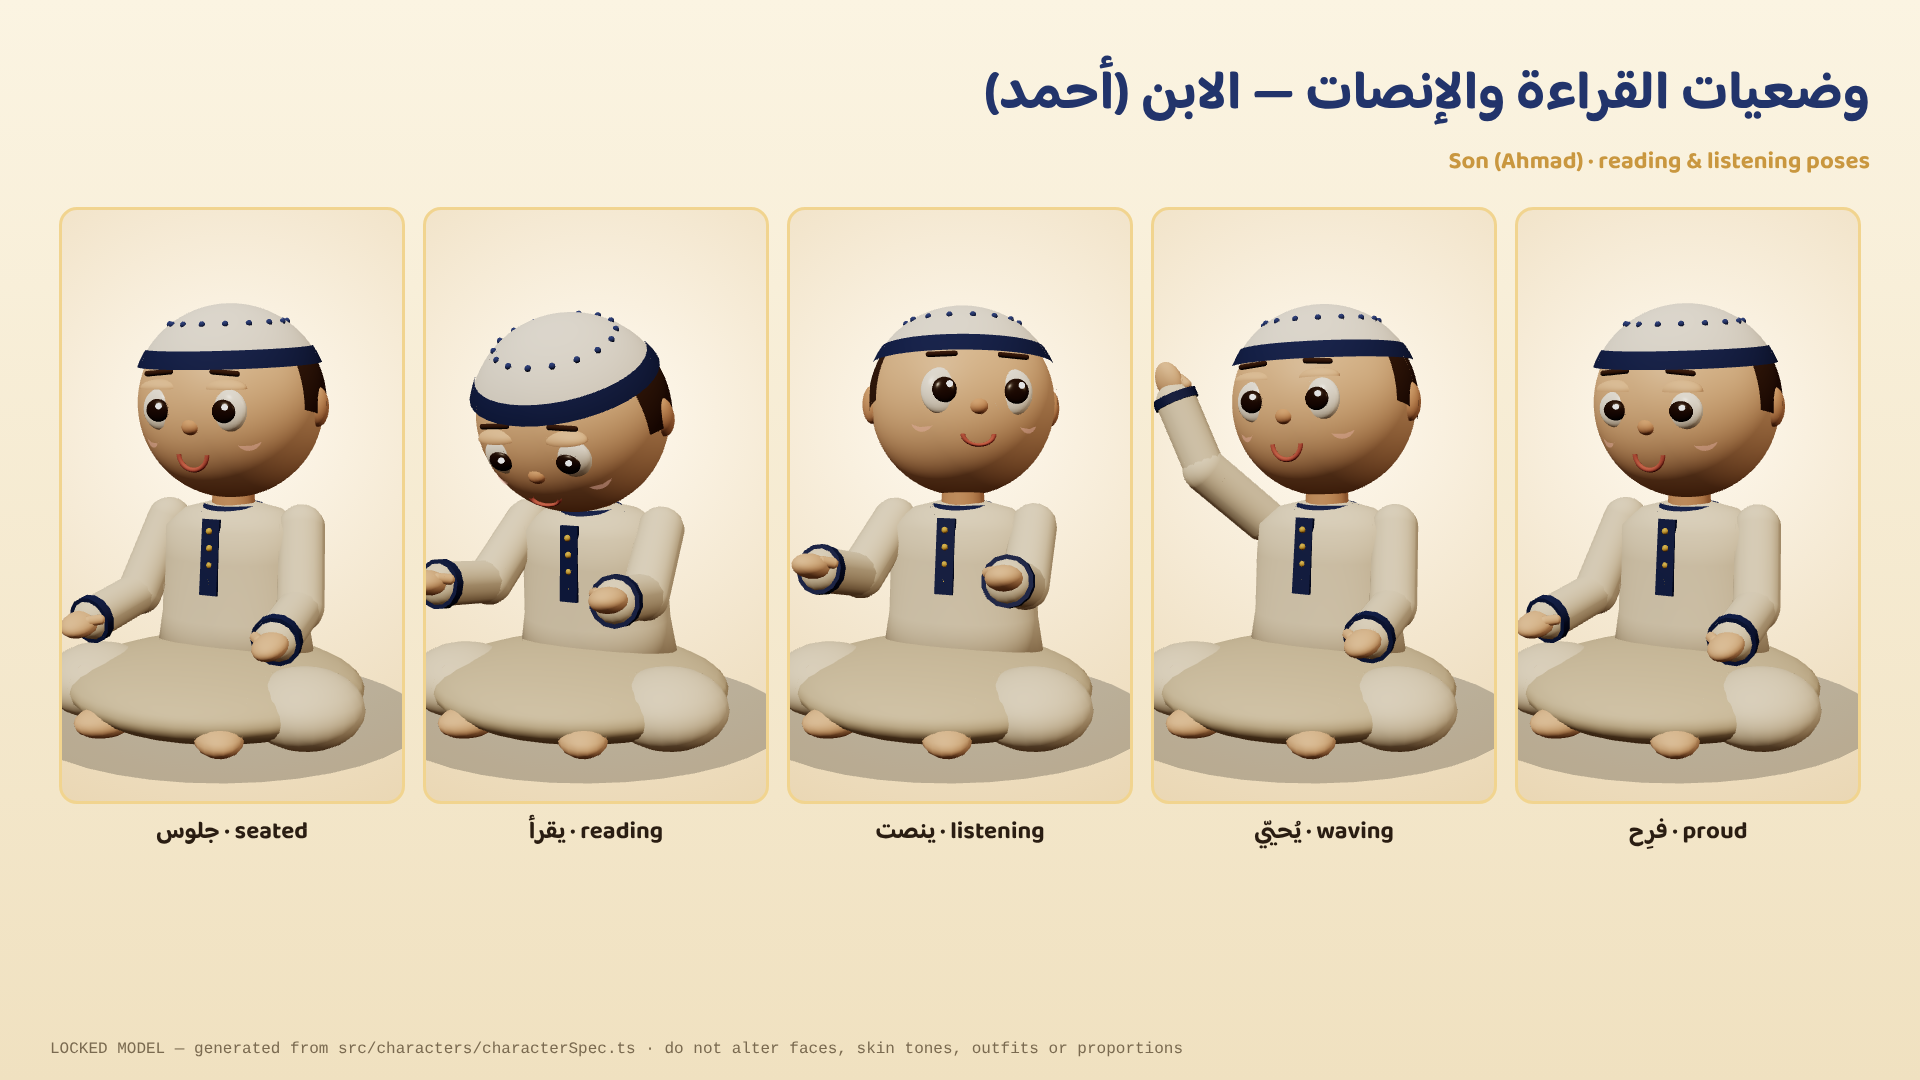 وضعيات القراءة والإنصات — الابن (أحمد)
Son (Ahmad) · reading & listening poses
جلوس · seated
يقرأ · reading
ينصت · listening
يُحيّي · waving
فرِح · proud
LOCKED MODEL — generated from src/characters/characterSpec.ts · do not alter faces, skin tones, outfits or proportions